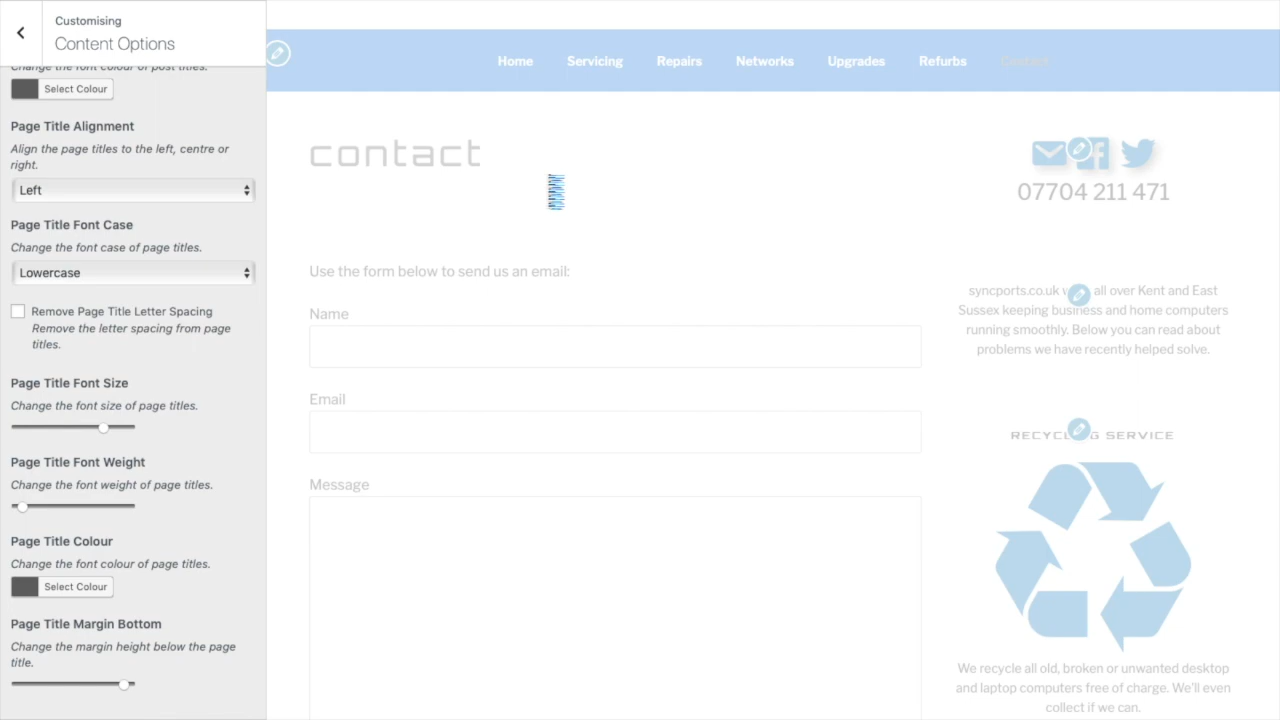 Customising
Content Options
Change the font colour of post titles.
Select Colour
Page Title Alignment
Align the page titles to the left, centre or
right.
Left
Page Title Font Case
Change the font case of page titles.
Lowercase
Remove Page Title Letter Spacing
Remove the letter spacing from page
titles.
Page Title Font Size
Change the font size of page titles.
Page Title Font Weight
Change the font weight of page titles.
Page Title Colour
Change the font colour of page titles.
Select Colour
Page Title Margin Bottom
Change the margin height below the page
title.
Home Servicing Repairs Networks Upgrades Refurbs Contact
contact
07704 211 471
Use the form below to send us an email:
Name
Email
Message
syncports.co.uk all over Kent and East
Sussex keeping business and home computers
running smoothly. Below you can read about
problems we have recently helped solve.
SERVICE
We recycle all old, broken or unwanted desktop
and laptop computers free of charge. We'll even
collect if we can.